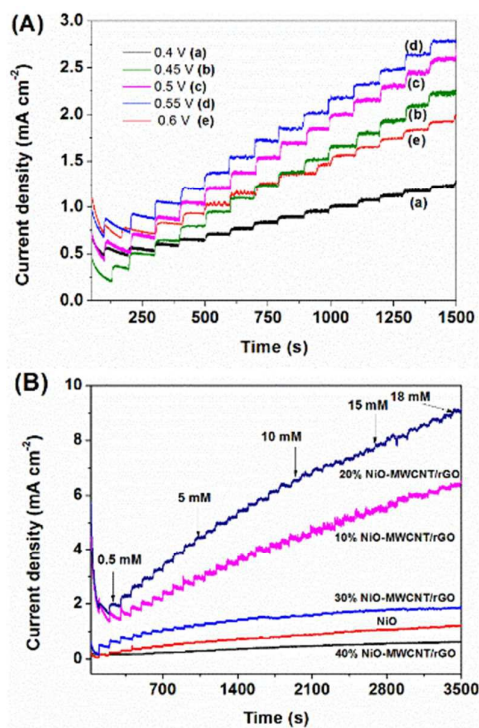 (A)
0.4 V (a)
0.45 V (b)
0.5 V (c)
0.55 V (d)
0.6 V (e)
(d)
(c)
(b)
(e)
(a)
Current density (mA cm-2)
3.0
2.5
2.0
1.5
1.0
0.5
0.0
250 500 750 1000 1250 1500
Time (s)
(B)
Current density (mA cm-2)
10
8
6
4
2
0
0.5 mM
5 mM
10 mM
15 mM
18 mM
20% NiO-MWCNT/rGO
10% NiO-MWCNT/rGO
30% NiO-MWCNT/rGO
NiO
40% NiO-MWCNT/rGO
700 1400 2100 2800 3500
Time (s)